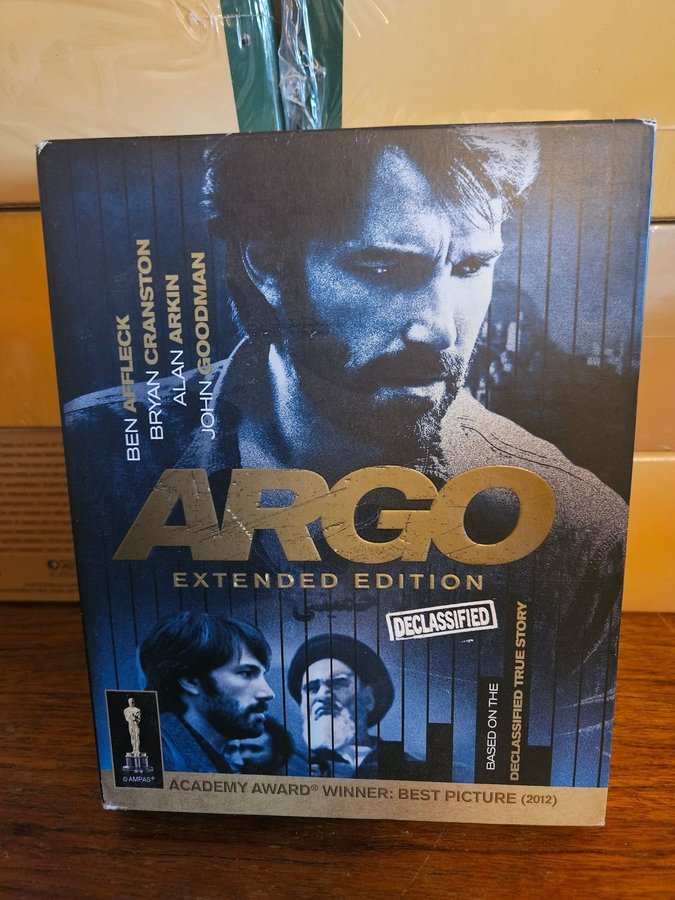 BEN AFFLECK
BRYAN CRANSTON
ALAN ARKIN
JOHN GOODMAN
ARGO
EXTENDED EDITION
خمینی
DECLASSIFIED
BASED ON THE
DECLASSIFIED TRUE STORY
© AMPAS®
ACADEMY AWARD® WINNER: BEST PICTURE (2012)